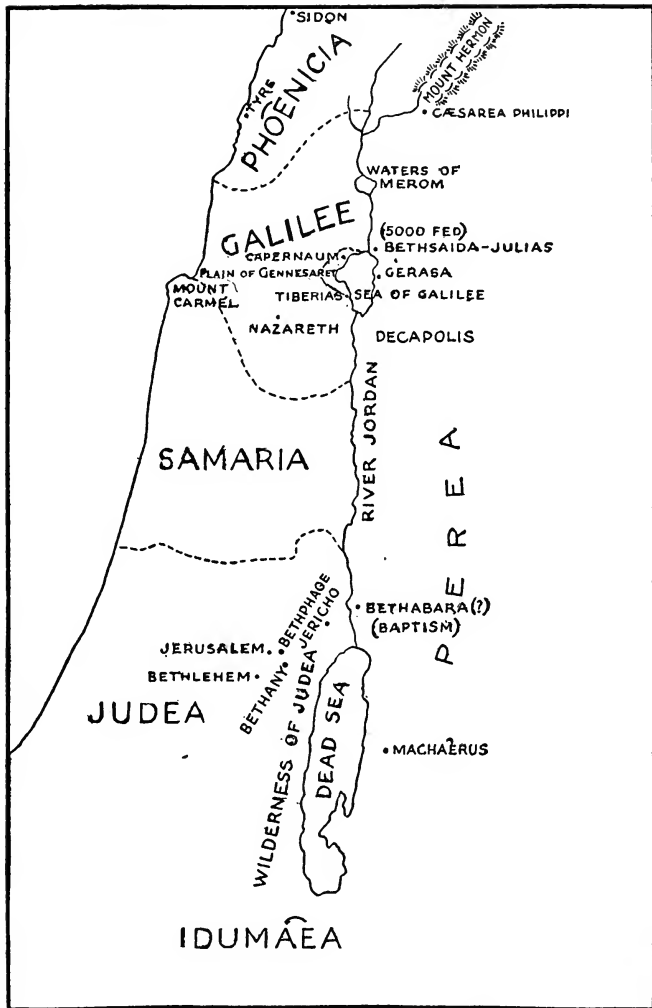 SIDON
MOUNT HERMON
TYRE
PHOENICIA
CÆSAREA PHILIPPI
WATERS OF
MEROM
GALILEE
(5000 FED)
BETHSAIDA-JULIAS
CAPERNAUM
PLAIN OF GENNESARET
GERASA
MOUNT
CARMEL
TIBERIAS
SEA OF GALILEE
NAZARETH
DECAPOLIS
RIVER JORDAN
SAMARIA
PEREA
BETHPHAGE
JERICHO
BETHABARA(?)
(BAPTISM)
JERUSALEM
BETHLEHEM
BETHANY
JUDEA
WILDERNESS OF JUDEA
DEAD SEA
MACHAERUS
IDUMAEA